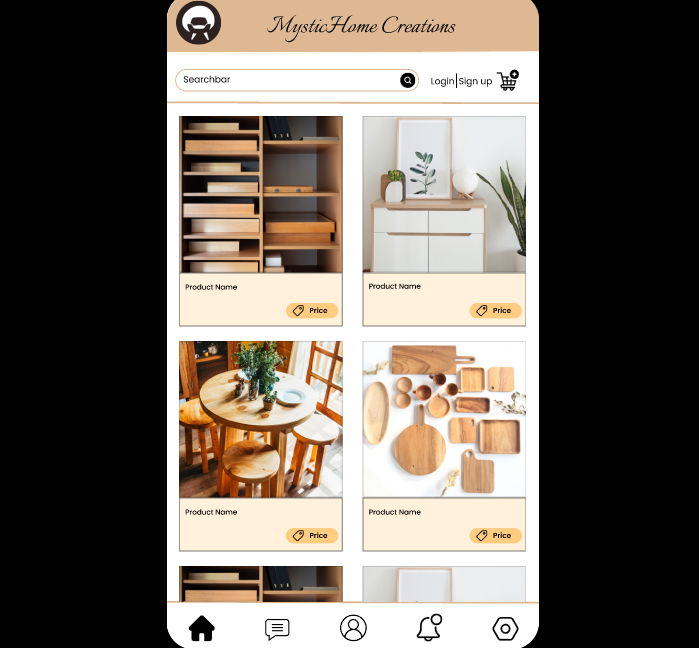 MysticHome Creations
Searchbar
Login|Sign up
Product Name
Price
Product Name
Price
Product Name
Price
Product Name
Price